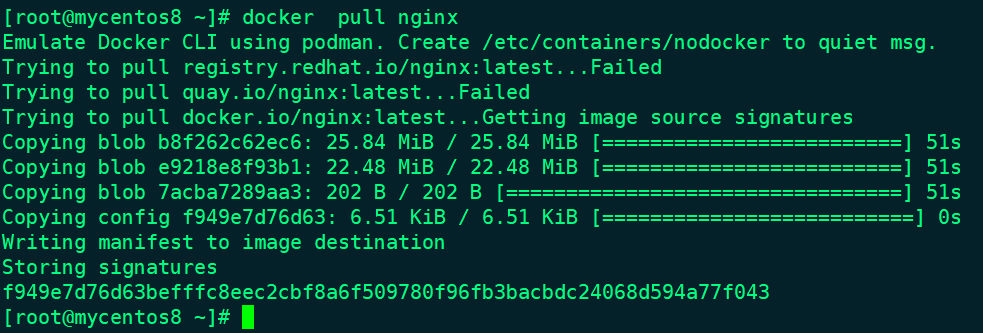 [root@mycentos8 ~]# docker  pull nginx
Emulate Docker CLI using podman. Create /etc/containers/nodocker to quiet msg.
Trying to pull registry.redhat.io/nginx:latest...Failed
Trying to pull quay.io/nginx:latest...Failed
Trying to pull docker.io/nginx:latest...Getting image source signatures
Copying blob b8f262c62ec6: 25.84 MiB / 25.84 MiB [=========================] 51s
Copying blob e9218e8f93b1: 22.48 MiB / 22.48 MiB [=========================] 51s
Copying blob 7acba7289aa3: 202 B / 202 B [=================================] 51s
Copying config f949e7d76d63: 6.51 KiB / 6.51 KiB [==========================] 0s
Writing manifest to image destination
Storing signatures
f949e7d76d63befffc8eec2cbf8a6f509780f96fb3bacbdc24068d594a77f043
[root@mycentos8 ~]#